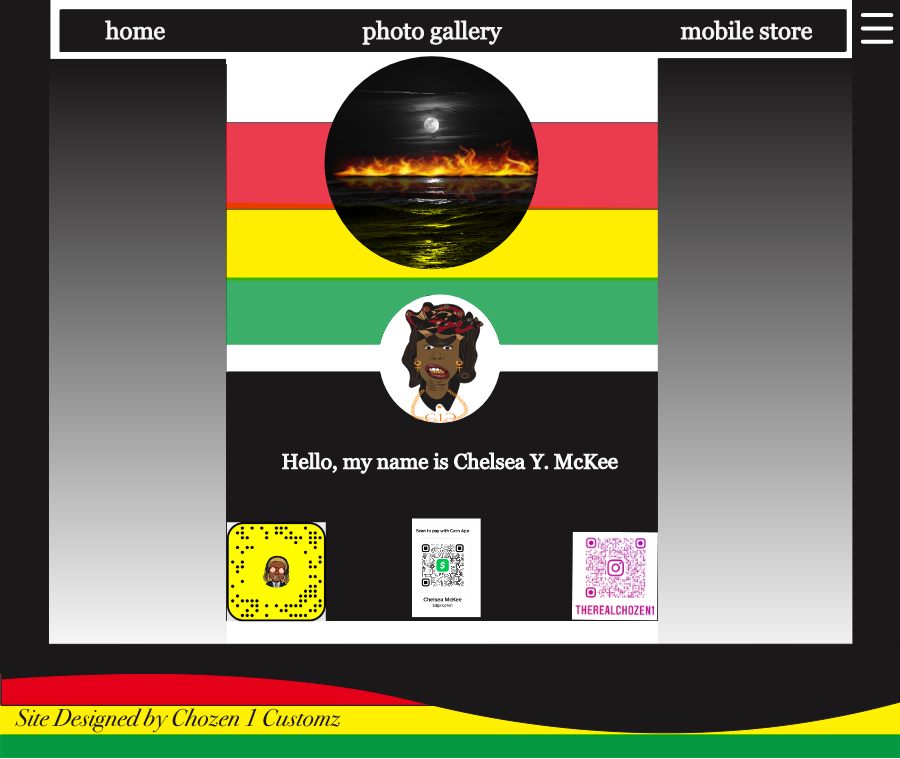 home photo gallery mobile store
Hello, my name is Chelsea Y. McKee
Scan to pay with Cash App
Chelsea McKee
THEREALCHOZEN1
Site Designed by Chozen 1 Customz